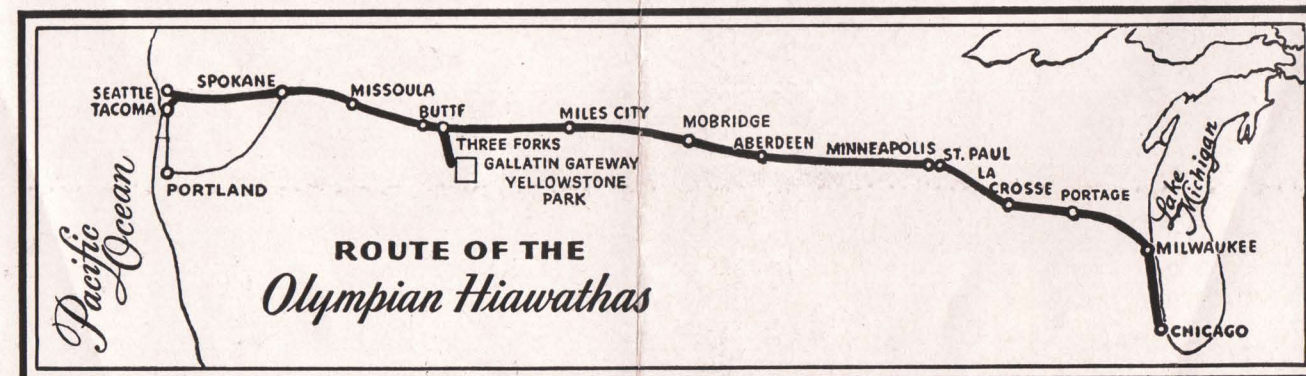 SEATTLE
TACOMA
SPOKANE
MISSOULA
BUTTE
THREE FORKS
GALLATIN GATEWAY
YELLOWSTONE
PARK
MILES CITY
MOBRIDGE
ABERDEEN
MINNEAPOLIS
ST. PAUL
LA
CROSSE
PORTAGE
Lake
Michigan
MILWAUKEE
CHICAGO
PORTLAND
Pacific
Ocean
ROUTE OF THE
Olympian Hiawathas